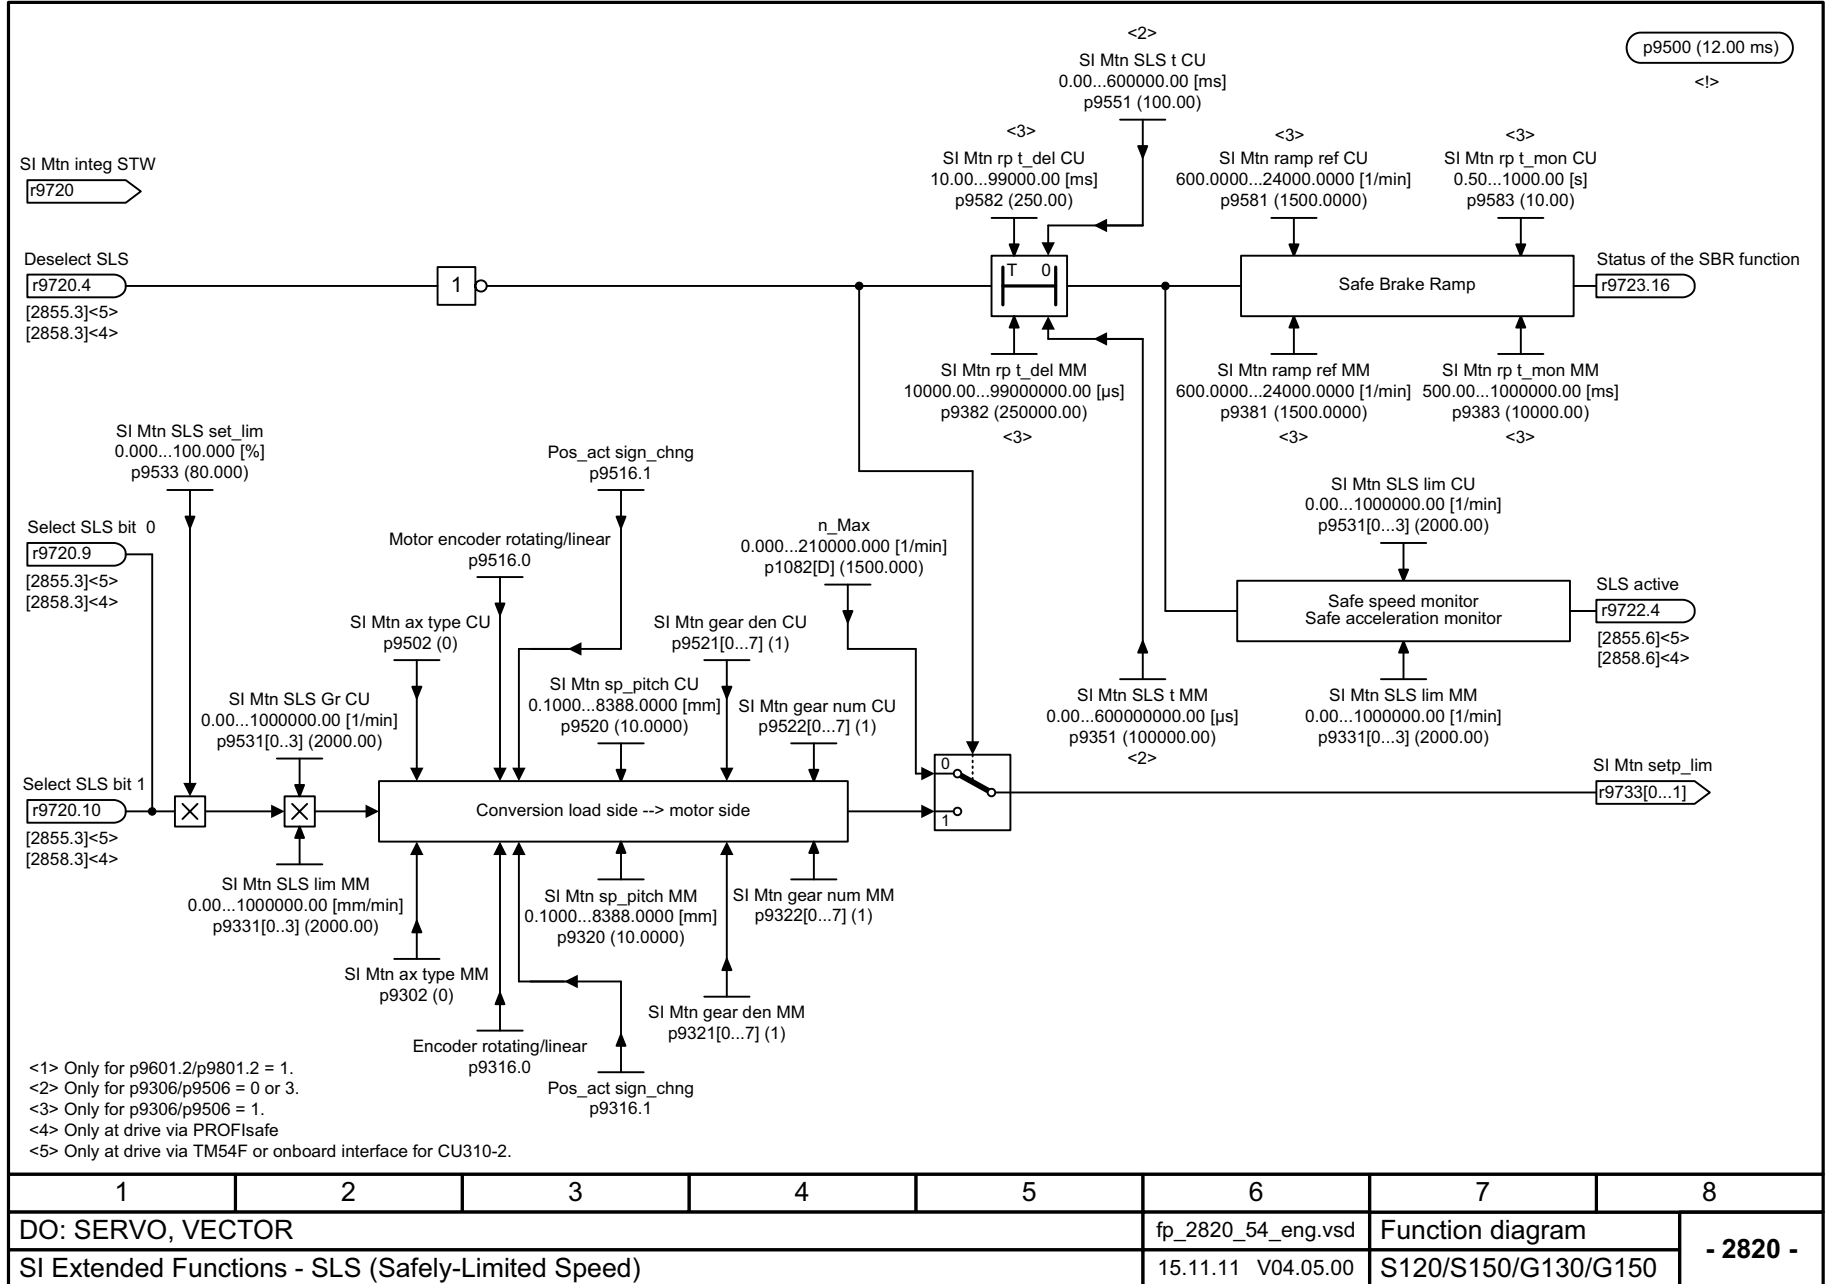 <2>
SI Mtn SLS t CU
0.00...600000.00 [ms]
p9551 (100.00)
p9500 (12.00 ms)
<!>
SI Mtn integ STW
r9720
<3>
SI Mtn rp t_del CU
10.00...99000.00 [ms]
p9582 (250.00)
<3>
SI Mtn ramp ref CU
600.0000...24000.0000 [1/min]
p9581 (1500.0000)
<3>
SI Mtn rp t_mon CU
0.50...1000.00 [s]
p9583 (10.00)
Deselect SLS
r9720.4
[2855.3]<5>
[2858.3]<4>
1
T 0
Safe Brake Ramp
Status of the SBR function
r9723.16
SI Mtn rp t_del MM
10000.00...99000000.00 [µs]
p9382 (250000.00)
<3>
SI Mtn ramp ref MM
600.0000...24000.0000 [1/min]
p9381 (1500.0000)
<3>
SI Mtn rp t_mon MM
500.00...1000000.00 [ms]
p9383 (10000.00)
<3>
SI Mtn SLS set_lim
0.000...100.000 [%]
p9533 (80.000)
Pos_act sign_chng
p9516.1
Select SLS bit 0
r9720.9
[2855.3]<5>
[2858.3]<4>
Motor encoder rotating/linear
p9516.0
n_Max
0.000...210000.000 [1/min]
p1082[D] (1500.000)
SI Mtn SLS lim CU
0.00...1000000.00 [1/min]
p9531[0...3] (2000.00)
SI Mtn ax type CU
p9502 (0)
SI Mtn gear den CU
p9521[0...7] (1)
Safe speed monitor
Safe acceleration monitor
SLS active
r9722.4
[2855.6]<5>
[2858.6]<4>
SI Mtn SLS Gr CU
0.00...1000000.00 [1/min]
p9531[0..3] (2000.00)
SI Mtn sp_pitch CU
0.1000...8388.0000 [mm]
p9520 (10.0000)
SI Mtn gear num CU
p9522[0...7] (1)
SI Mtn SLS t MM
0.00...600000000.00 [µs]
p9351 (100000.00)
<2>
SI Mtn SLS lim MM
0.00...1000000.00 [1/min]
p9331[0...3] (2000.00)
Select SLS bit 1
r9720.10
[2855.3]<5>
[2858.3]<4>
Conversion load side --> motor side
0
1
SI Mtn setp_lim
r9733[0...1]
SI Mtn SLS lim MM
0.00...1000000.00 [mm/min]
p9331[0..3] (2000.00)
SI Mtn sp_pitch MM
0.1000...8388.0000 [mm]
p9320 (10.0000)
SI Mtn gear num MM
p9322[0...7] (1)
SI Mtn ax type MM
p9302 (0)
SI Mtn gear den MM
p9321[0...7] (1)
Encoder rotating/linear
p9316.0
Pos_act sign_chng
p9316.1
<1> Only for p9601.2/p9801.2 = 1.
<2> Only for p9306/p9506 = 0 or 3.
<3> Only for p9306/p9506 = 1.
<4> Only at drive via PROFIsafe
<5> Only at drive via TM54F or onboard interface for CU310-2.
1 2 3 4 5 6 7 8
DO: SERVO, VECTOR
fp_2820_54_eng.vsd
Function diagram
- 2820 -
SI Extended Functions - SLS (Safely-Limited Speed)
15.11.11 V04.05.00
S120/S150/G130/G150